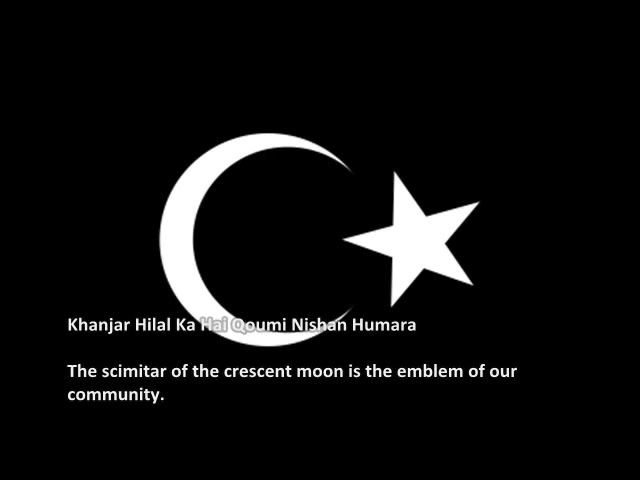 Khanjar Hilal Ka Hai Qoumi Nishan Humara
The scimitar of the crescent moon is the emblem of our
community.